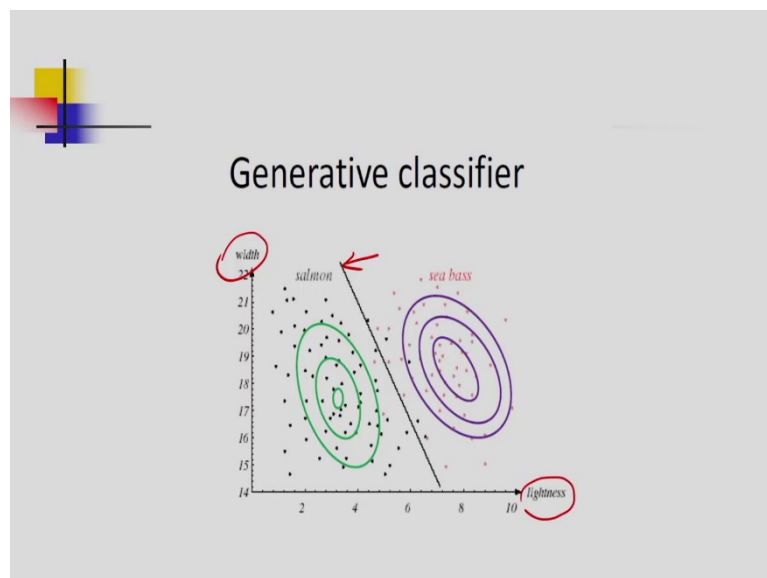 Generative classifier
width
salmon
sea bass
22
21
20
19
18
17
16
15
14
lightness
2 4 6 8 10